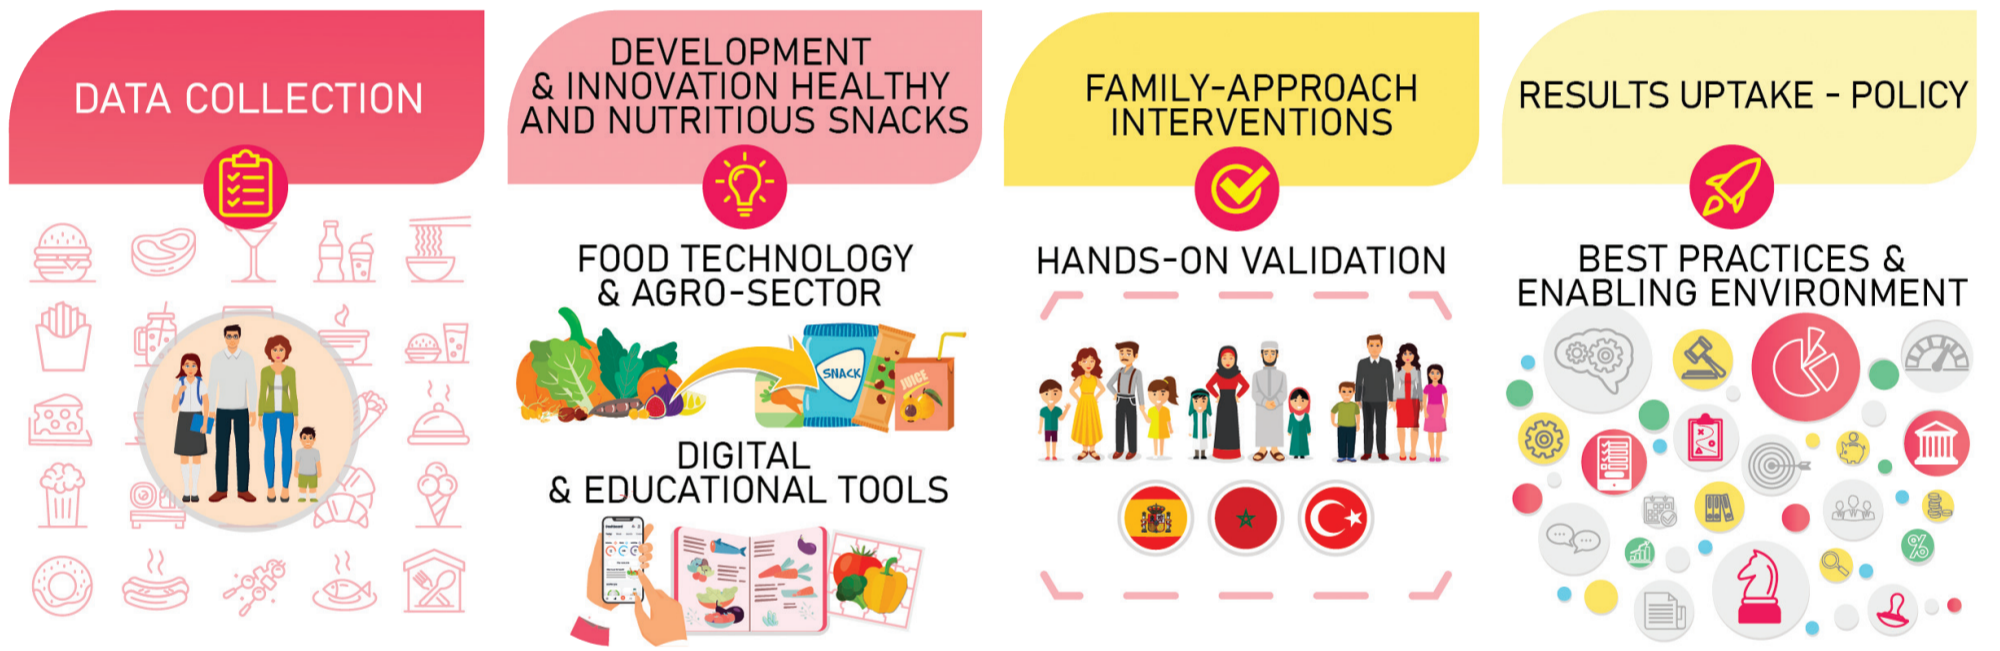 DATA COLLECTION
DEVELOPMENT
& INNOVATION HEALTHY
AND NUTRITIOUS SNACKS
FOOD TECHNOLOGY
& AGRO-SECTOR
SNACK
JUICE
DIGITAL
& EDUCATIONAL TOOLS
FAMILY-APPROACH
INTERVENTIONS
HANDS-ON VALIDATION
RESULTS UPTAKE - POLICY
BEST PRACTICES &
ENABLING ENVIRONMENT
%